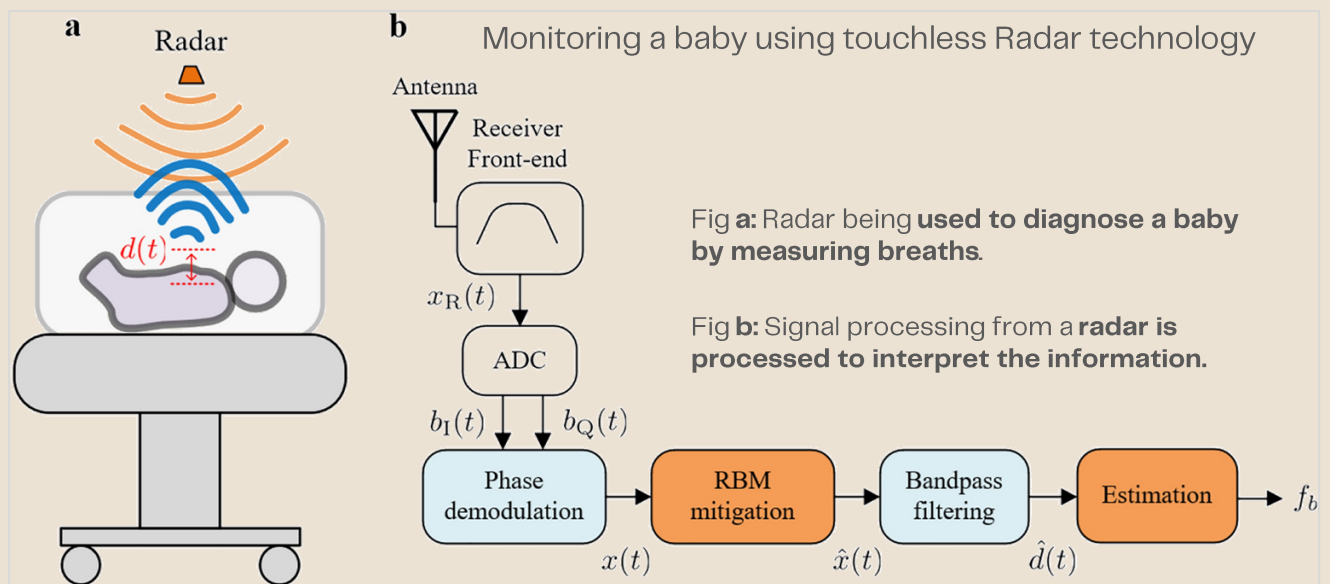 a
Radar
d(t)
b
Monitoring a baby using touchless Radar technology
Antenna
Receiver
Front-end
x_R(t)
ADC
b_I(t)
b_Q(t)
Fig a: Radar being used to diagnose a baby
by measuring breaths.
Fig b: Signal processing from a radar is
processed to interpret the information.
Phase
demodulation
x(t)
RBM
mitigation
x̂(t)
Bandpass
filtering
d̂(t)
Estimation
f_b